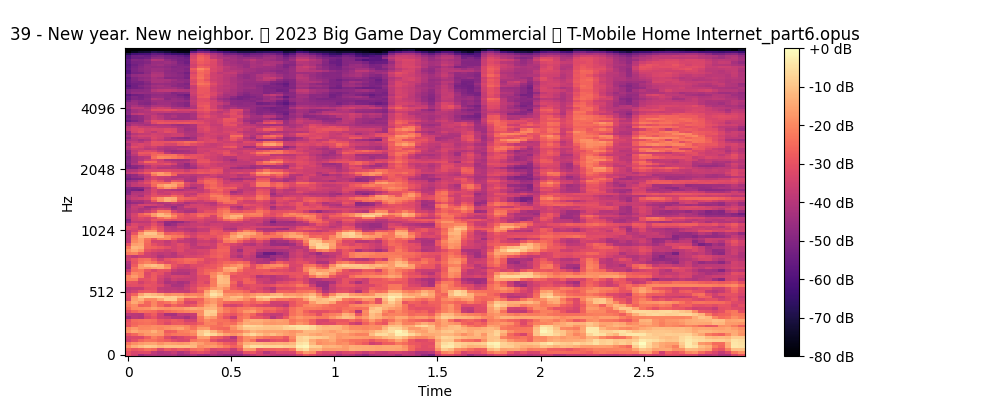 39 - New year. New neighbor. 2023 Big Game Day Commercial T-Mobile Home Internet_part6.opus
+0 dB
4096
-10 dB
-20 dB
2048
-30 dB
Hz
-40 dB
1024
-50 dB
512
-60 dB
-70 dB
0
-80 dB
0 0.5 1 1.5 2 2.5
Time